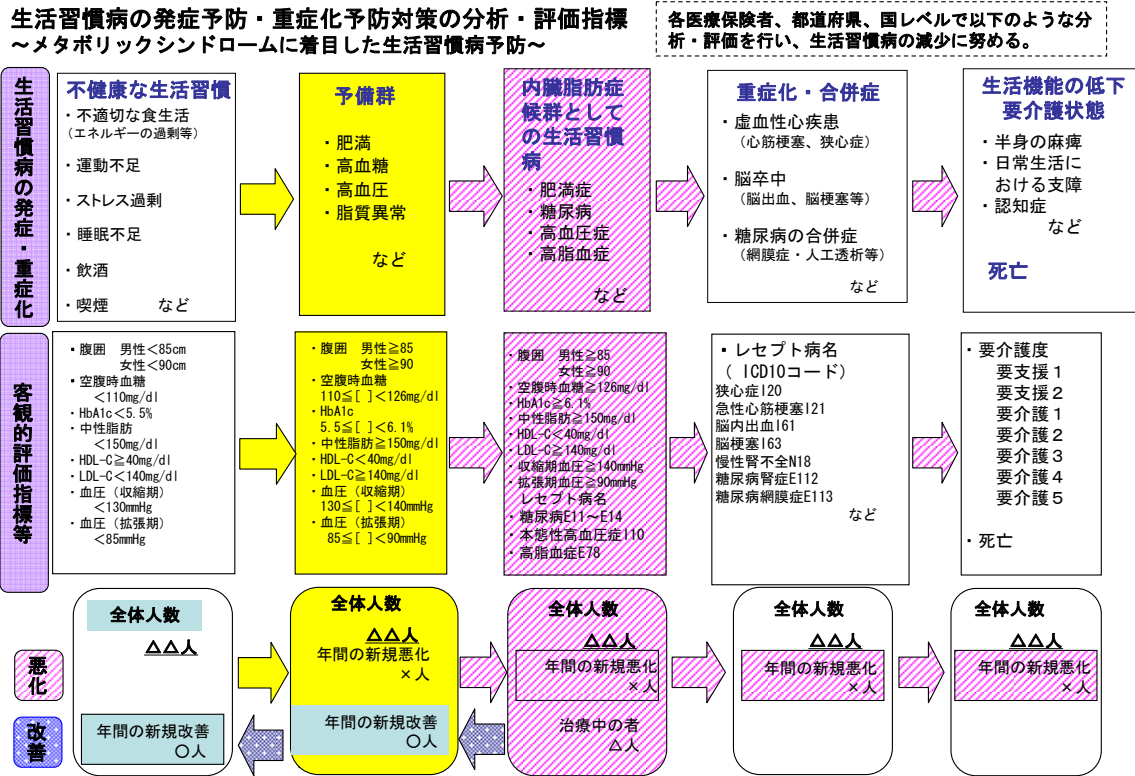 生活習慣病の発症予防・重症化予防対策の分析・評価指標
~メタボリックシンドロームに着目した生活習慣病予防~
各医療保険者、都道府県、国レベルで以下のような分
析・評価を行い、生活習慣病の減少に努める。
生活習慣病の発症・重症化
不健康な生活習慣
・不適切な食生活
(エネルギーの過剰等)
・運動不足
・ストレス過剰
・睡眠不足
・飲酒
・喫煙 など
予備群
・肥満
・高血糖
・高血圧
・脂質異常
など
内臓脂肪症
候群として
の生活習慣
病
・肥満症
・糖尿病
・高血圧症
・高脂血症
など
重症化・合併症
・虚血性心疾患
(心筋梗塞、狭心症)
・脳卒中
(脳出血、脳梗塞等)
・糖尿病の合併症
(網膜症・人工透析等)
など
生活機能の低下
要介護状態
・半身の麻痺
・日常生活に
おける支障
・認知症
など
死亡
客観的評価指標等
・腹囲 男性<85cm
女性<90cm
・空腹時血糖
<110mg/dl
・HbA1c<5.5%
・中性脂肪
<150mg/dl
・HDL-C≧40mg/dl
・LDL-C<140mg/dl
・血圧(収縮期)
<130mmHg
・血圧(拡張期)
<85mmHg
・腹囲 男性≧85
女性≧90
・空腹時血糖
110≦[ ]<126mg/dl
・HbA1c
5.5≦[ ]<6.1%
・中性脂肪≧150mg/dl
・HDL-C<40mg/dl
・LDL-C≧140mg/dl
・血圧(収縮期)
130≦[ ]<140mmHg
・血圧(拡張期)
85≦[ ]<90mmHg
・腹囲 男性≧85
女性≧90
・空腹時血糖≧126mg/dl
・HbA1c≧6.1%
・中性脂肪≧150mg/dl
・HDL-C<40mg/dl
・LDL-C≧140mg/dl
・収縮期血圧≧140mmHg
・拡張期血圧≧90mmHg
レセプト病名
・糖尿病E11~E14
・本態性高血圧症I10
・高脂血症E78
・レセプト病名
(ICD10コード)
狭心症I20
急性心筋梗塞I21
脳内出血I61
脳梗塞I63
慢性腎不全N18
糖尿病腎症E112
糖尿病網膜症E113
など
・要介護度
要支援1
要支援2
要介護1
要介護2
要介護3
要介護4
要介護5
・死亡
悪化
改善
全体人数
△△人
年間の新規改善
○人
全体人数
△△人
年間の新規悪化
×人
年間の新規改善
○人
全体人数
△△人
年間の新規悪化
×人
治療中の者
△人
全体人数
△△人
年間の新規悪化
×人
全体人数
△△人
年間の新規悪化
×人